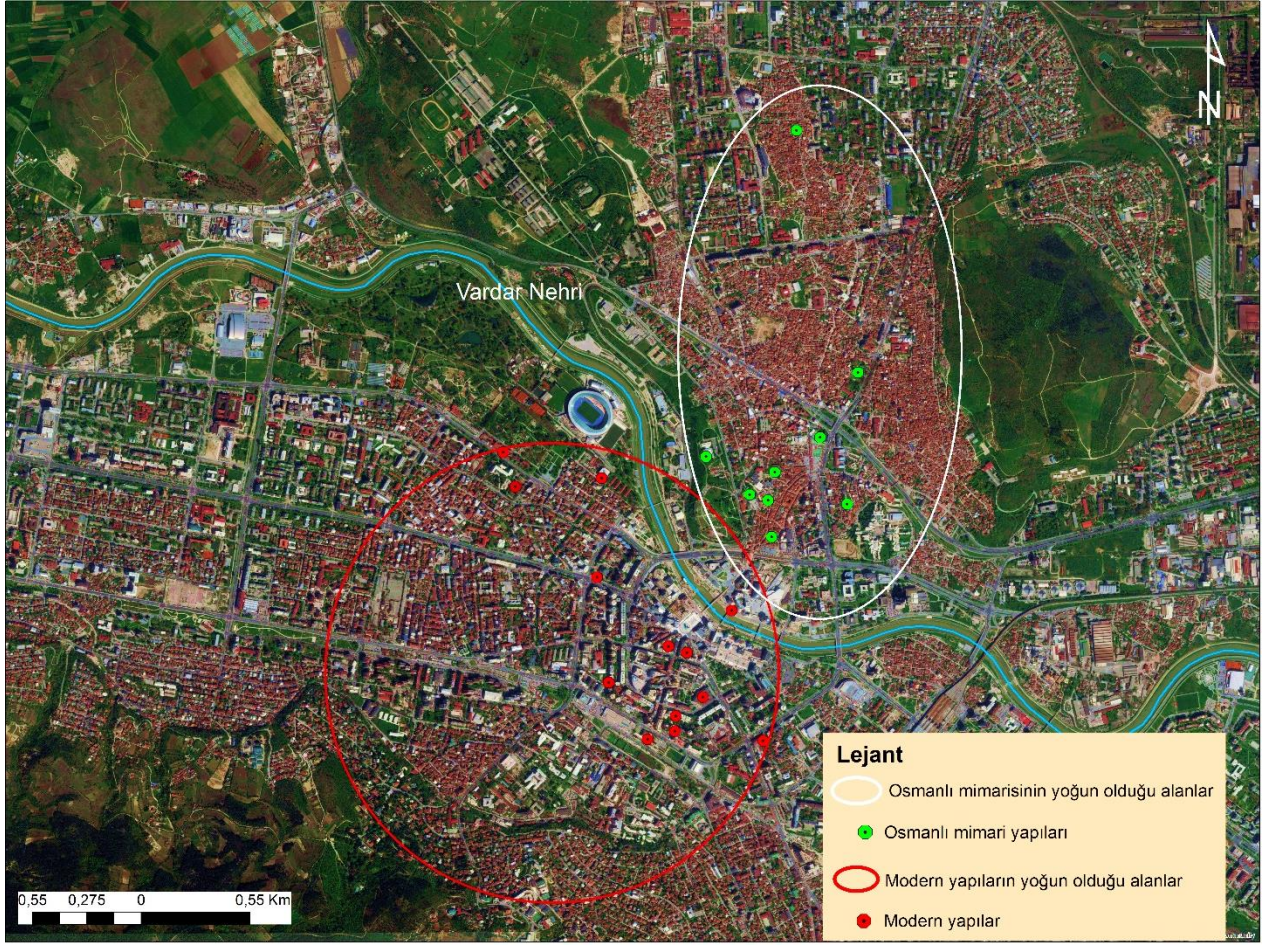 N
Vardar Nehri
Lejant
Osmanlı mimarisinin yoğun olduğu alanlar
Osmanlı mimari yapıları
Modern yapıların yoğun olduğu alanlar
Modern yapılar
0,55 0,275 0 0,55 Km